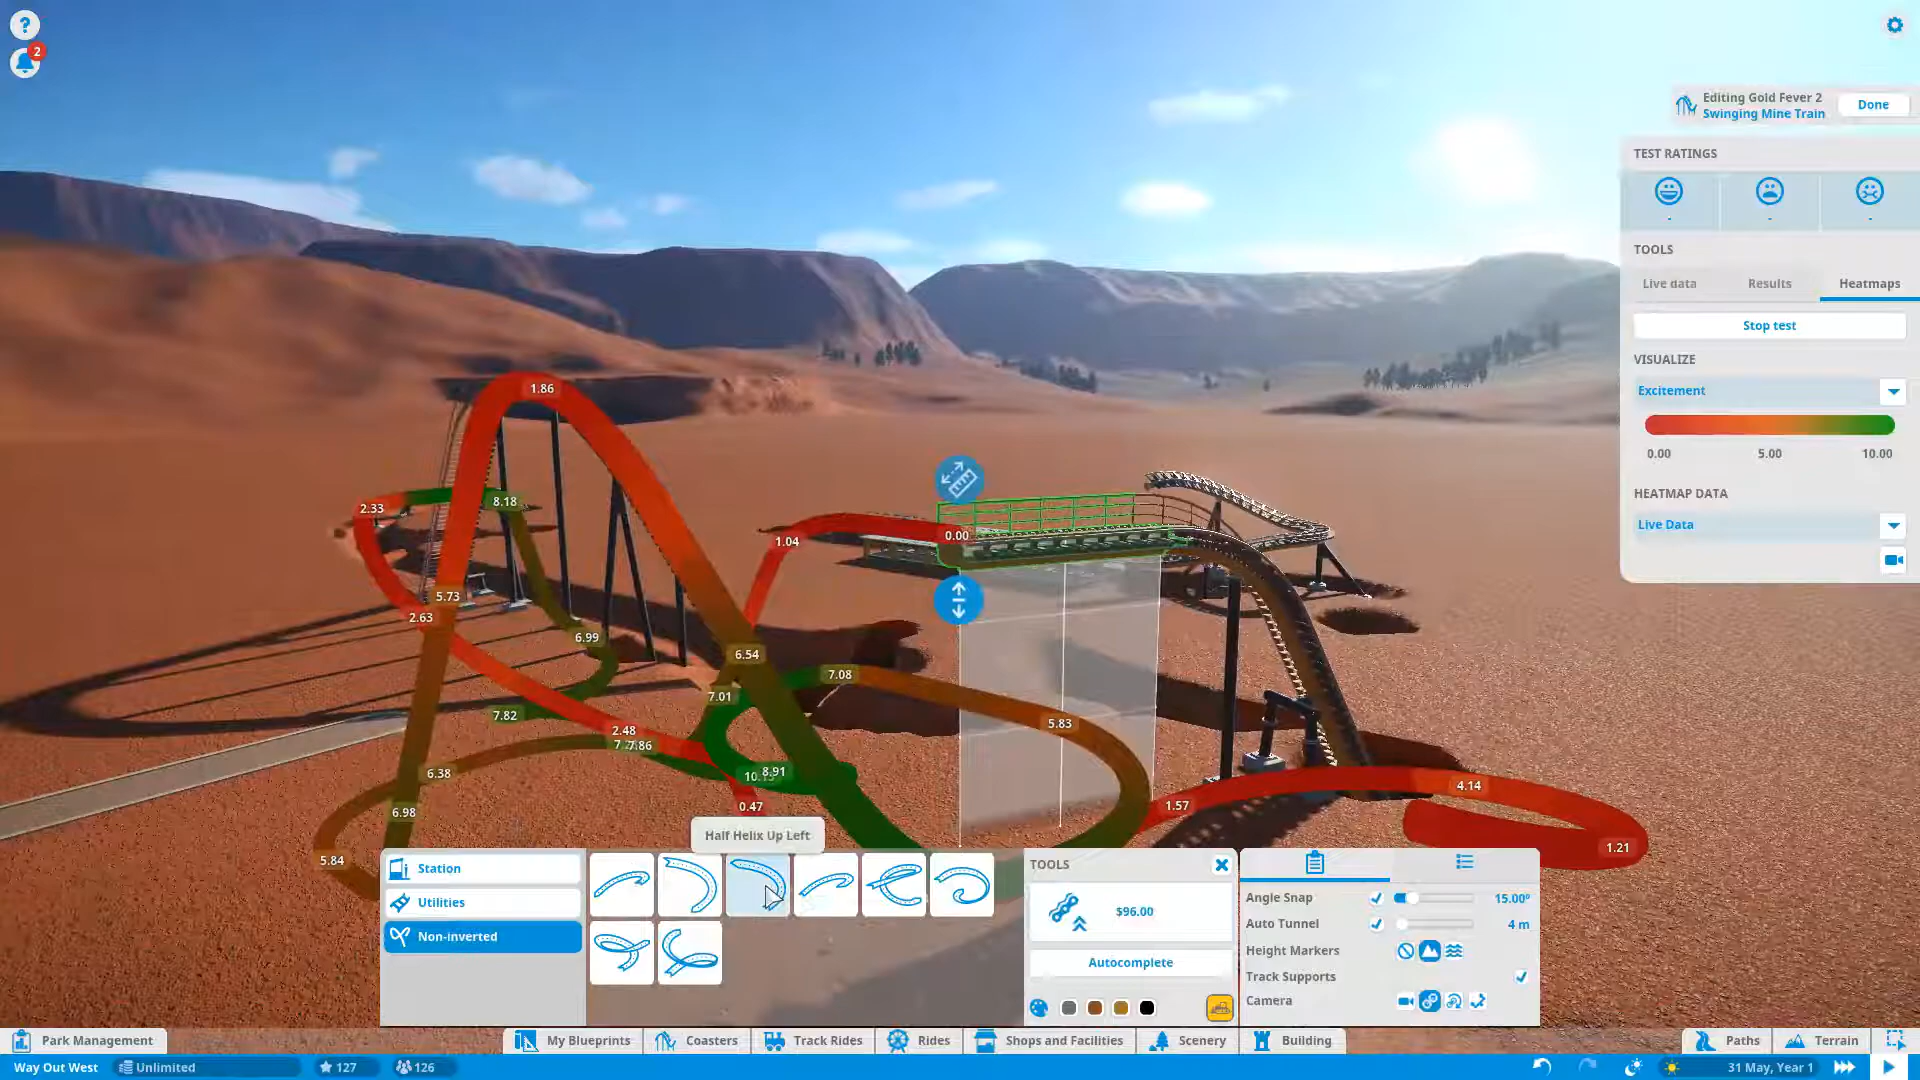 ?
2
Editing Gold Fever 2
Swinging Mine Train
Done
TEST RATINGS
- - -
TOOLS
Live data Results Heatmaps
Stop test
VISUALIZE
Excitement
0.00 5.00 10.00
HEATMAP DATA
Live Data
1.86
2.33
8.18
1.04
0.00
5.73
2.63
6.99
6.54
7.08
7.01
7.82
5.83
2.48
7.86
6.38
8.91
4.14
6.98
0.47
1.57
5.84
1.21
Half Helix Up Left
Station
Utilities
Non-inverted
TOOLS
$96.00
Autocomplete
Angle Snap 15.00°
Auto Tunnel 4 m
Height Markers
Track Supports
Camera
Park Management My Blueprints Coasters Track Rides Rides Shops and Facilities Scenery Building Paths Terrain
Way Out West Unlimited 127 126 31 May, Year 1